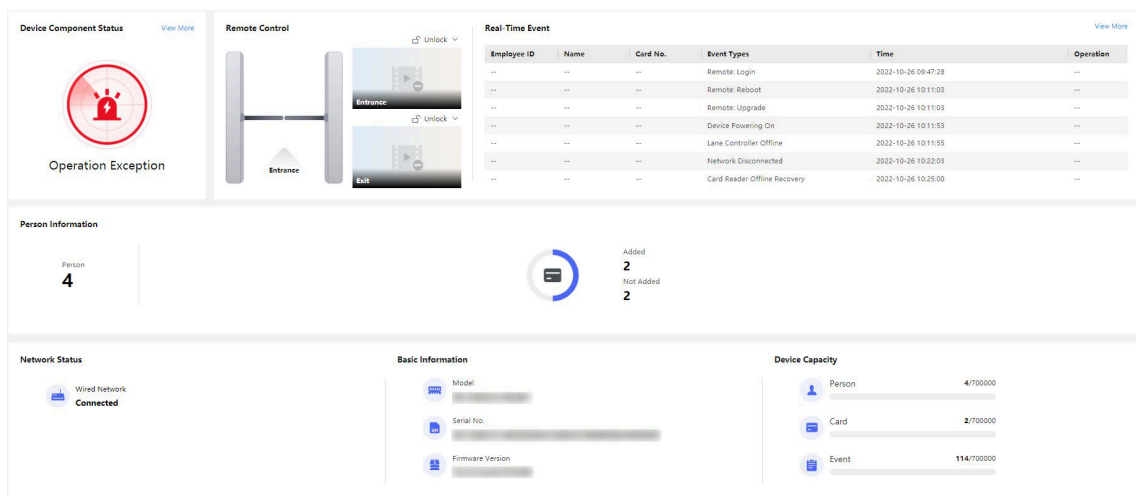 Device Component Status
View More
Operation Exception
Remote Control
Unlock
Entrance
Unlock
Entrance
Exit
Real-Time Event
View More
Employee ID Name Card No. Event Types Time Operation
-- -- -- Remote: Login 2022-10-26 09:47:28 --
-- -- -- Remote: Reboot 2022-10-26 10:11:03 --
-- -- -- Remote: Upgrade 2022-10-26 10:11:03 --
-- -- -- Device Powering On 2022-10-26 10:11:53 --
-- -- -- Lane Controller Offline 2022-10-26 10:11:55 --
-- -- -- Network Disconnected 2022-10-26 10:22:03 --
-- -- -- Card Reader Offline Recovery 2022-10-26 10:25:00 --
Person Information
Person
4
Added
2
Not Added
2
Network Status
Wired Network
Connected
Basic Information
Model
Serial No.
Firmware Version
Device Capacity
Person 4/700000
Card 2/700000
Event 114/700000